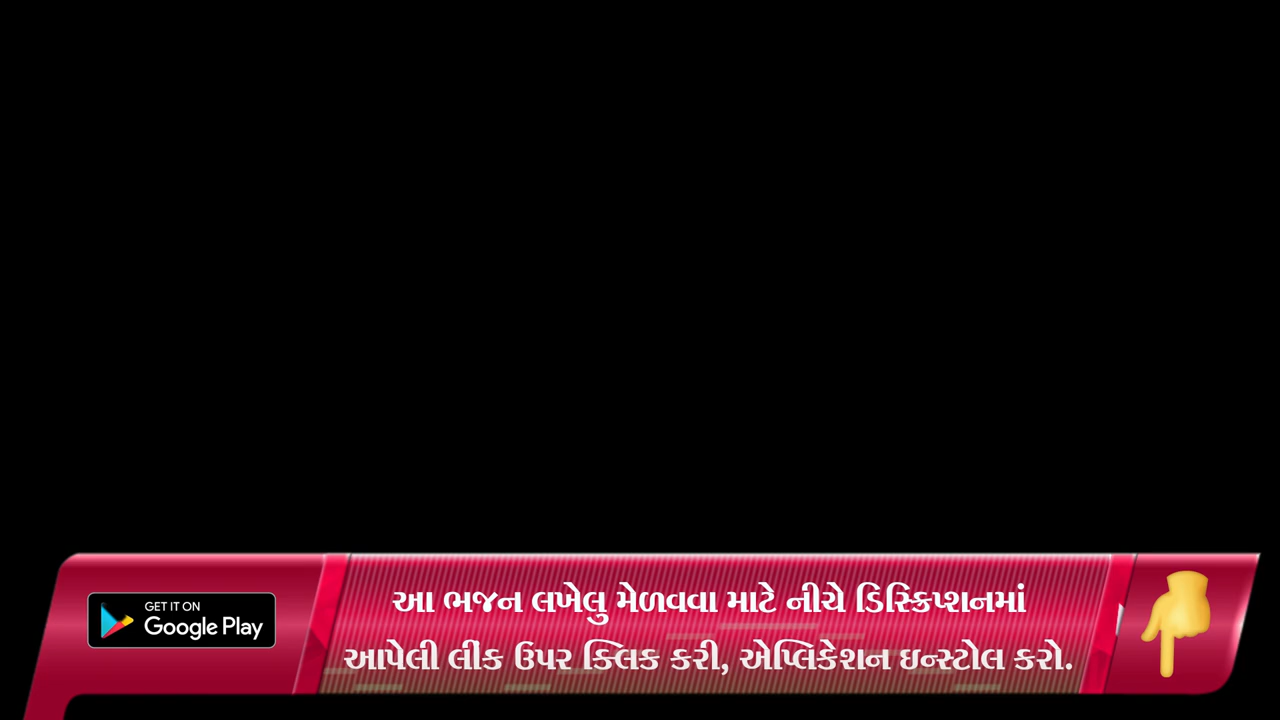 GET IT ON
Google Play
આ ભજન લખેલુ મેળવવા માટે નીચે ડિસ્ક્રિપ્શનમાં
આપેલી લીંક ઉપર ક્લિક કરી, એપ્લિકેશન ઇન્સ્ટોલ કરો.